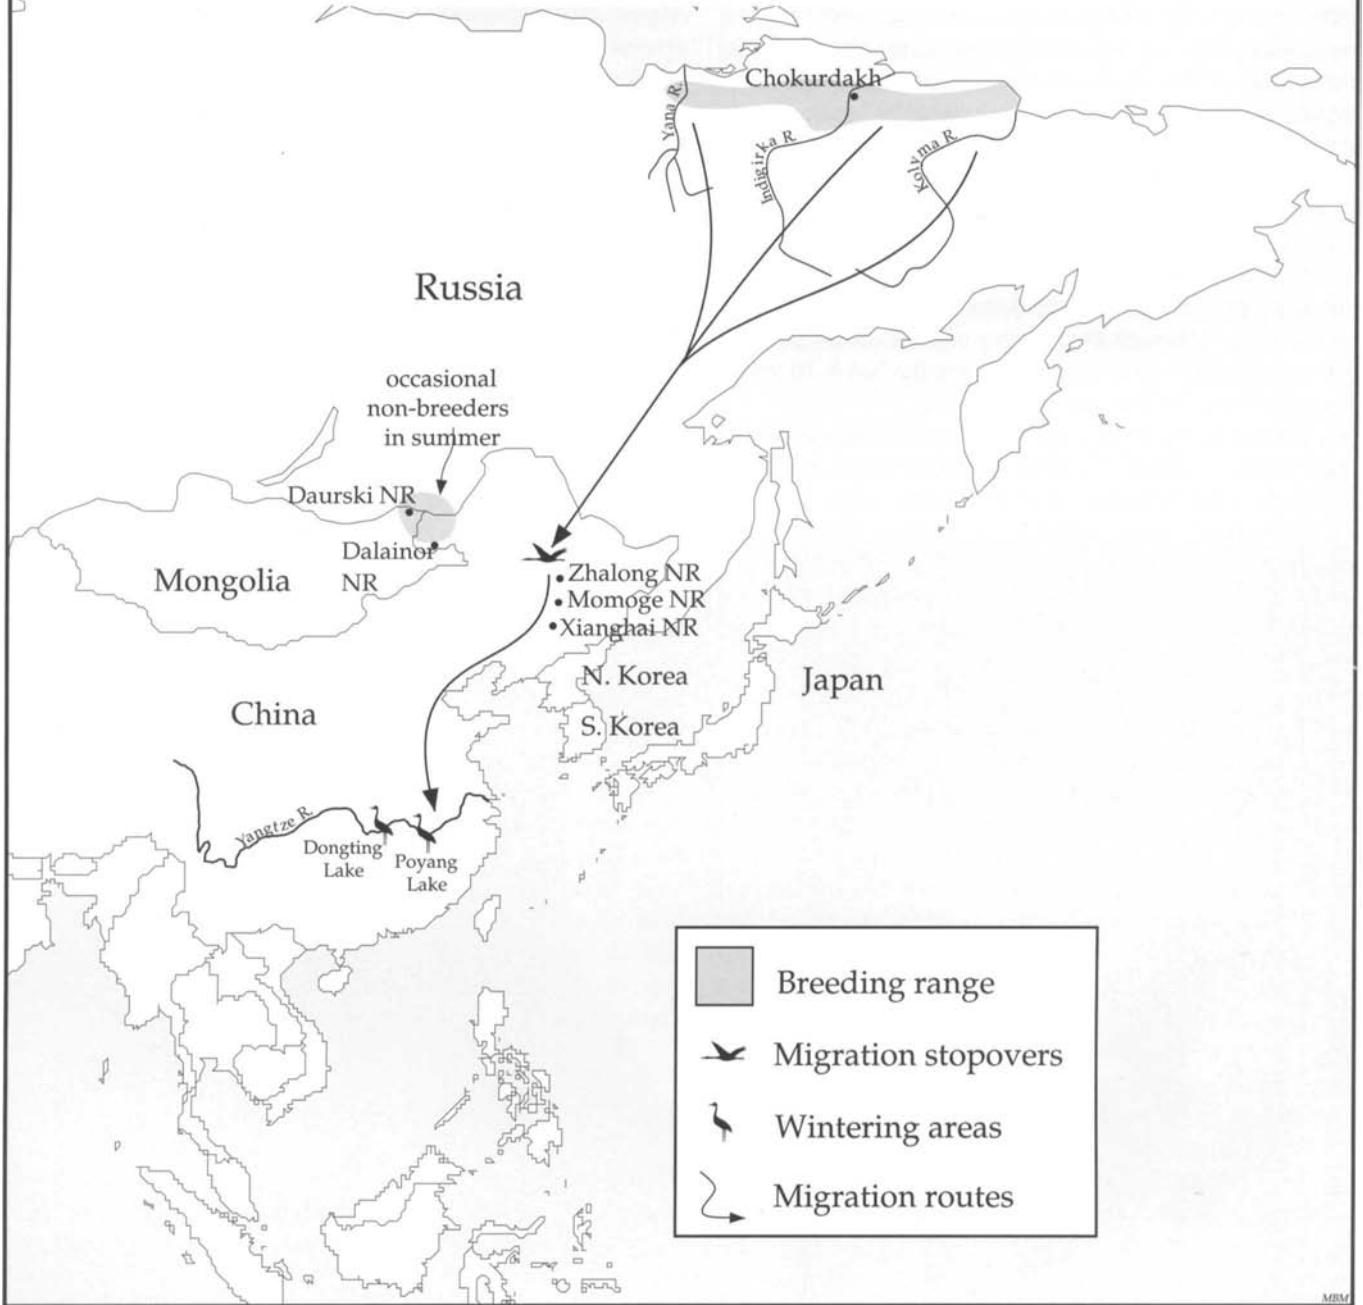 Chokurdakh
Yana R.
Indigirka R
Kolyma R.
Russia
occasional
non-breeders
in summer
Daurski NR
Dalainor
NR
Mongolia
Zhalong NR
Momoge NR
Xianghai NR
N. Korea
Japan
China
S. Korea
Yangtze R.
Dongting
Lake
Poyang
Lake
Breeding range
Migration stopovers
Wintering areas
Migration routes
MBM